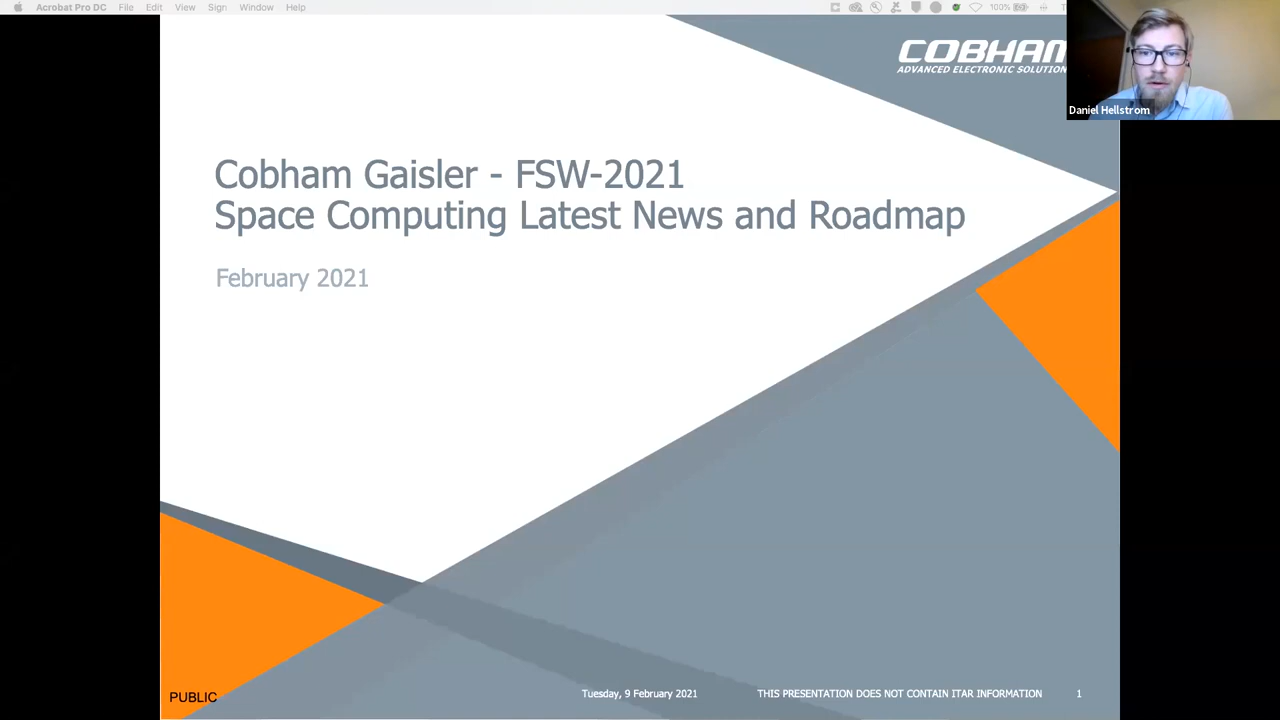 Acrobat Pro DC File Edit View Sign Window Help 100%
COBHAM
ADVANCED ELECTRONIC SOLUTION
Daniel Hellstrom
Cobham Gaisler - FSW-2021
Space Computing Latest News and Roadmap
February 2021
PUBLIC
Tuesday, 9 February 2021 THIS PRESENTATION DOES NOT CONTAIN ITAR INFORMATION 1